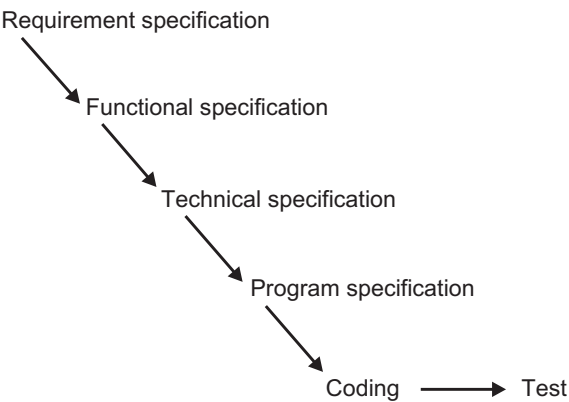 Requirement specification
Functional specification
Technical specification
Program specification
Coding
Test